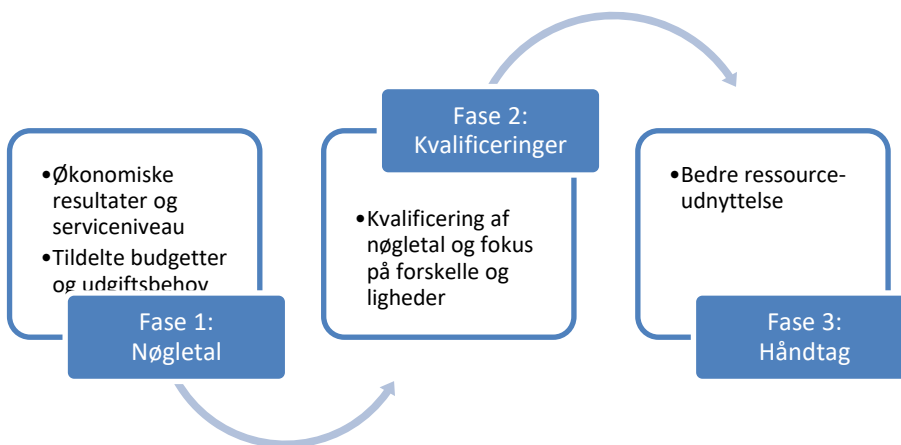 •Økonomiske
resultater og
serviceniveau
•Tildelte budgetter
og udgiftsbehov
Fase 1:
Nøgletal
Fase 2:
Kvalificeringer
•Kvalificering af
nøgletal og fokus
på forskelle og
ligheder
•Bedre ressource-
udnyttelse
Fase 3:
Håndtag